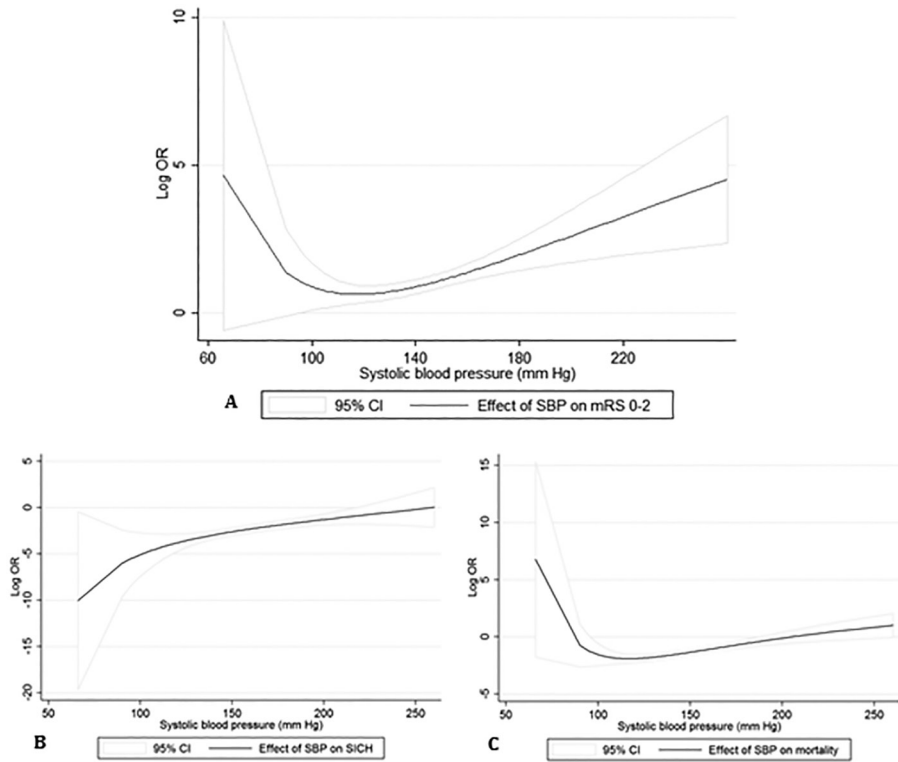 10
5
0
Log OR
60
100
140
180
220
Systolic blood pressure (mm Hg)
A
95% CI
Effect of SBP on mRS 0-2
5
0
-5
-10
-15
-20
Log OR
50
100
150
200
250
Systolic blood pressure (mm Hg)
B
95% CI
Effect of SBP on SICH
15
10
5
0
-5
Log OR
50
100
150
200
250
Systolic blood pressure (mm Hg)
C
95% CI
Effect of SBP on mortality